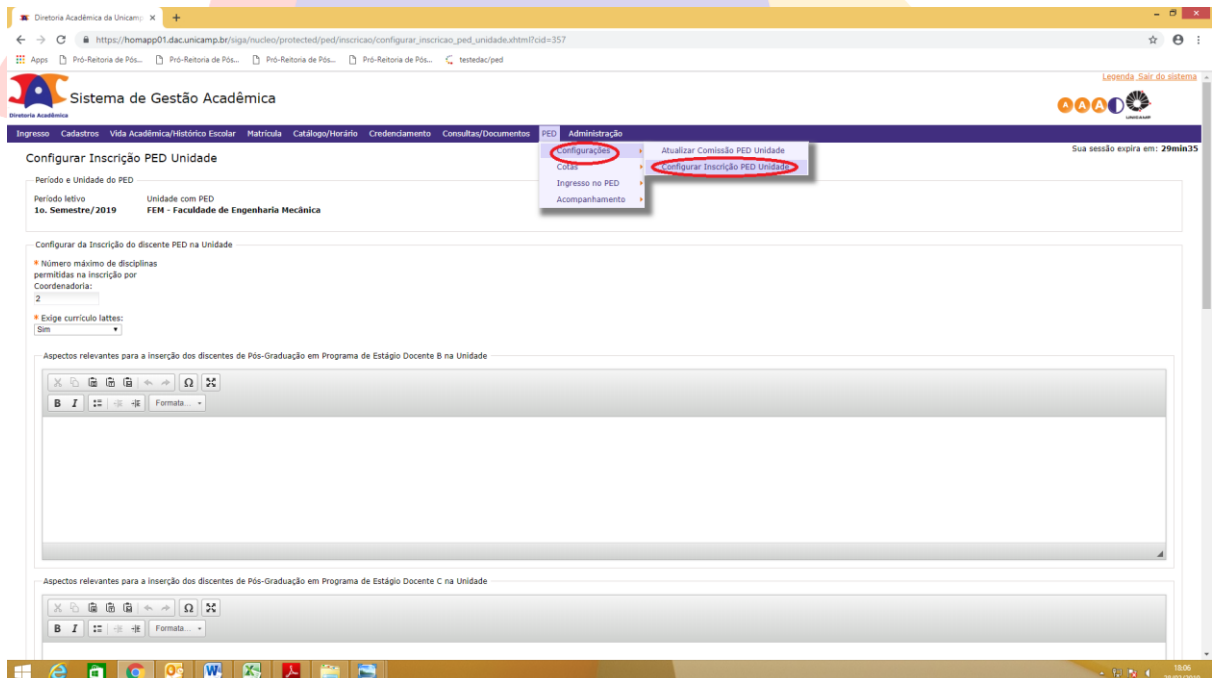 Diretoria Acadêmica da Unicamp
https://homapp01.dac.unicamp.br/siga/nucleo/protected/ped/inscricao/configurar_inscricao_ped_unidade.xhtml?cid=357
Apps Pró-Reitoria de Pós... Pró-Reitoria de Pós... Pró-Reitoria de Pós... Pró-Reitoria de Pós... testedac/ped
Legenda Sair do sistema
Sistema de Gestão Acadêmica
A A A
Diretoria Acadêmica
UNICAMP
Ingresso Cadastros Vida Acadêmica/Histórico Escolar Matrícula Catálogo/Horário Credenciamento Consultas/Documentos PED Administração
Configurações Atualizar Comissão PED Unidade
Sua sessão expira em: 29min35
Cotas Configurar Inscrição PED Unidade
Ingresso no PED
Acompanhamento
Configurar Inscrição PED Unidade
Período e Unidade do PED
Período letivo Unidade com PED
1o. Semestre/2019 FEM - Faculdade de Engenharia Mecânica
Configurar da Inscrição do discente PED na Unidade
* Número máximo de disciplinas
permitidas na inscrição por
Coordenadoria:
2
* Exige currículo lattes:
Sim
Aspectos relevantes para a inserção dos discentes de Pós-Graduação em Programa de Estágio Docente B na Unidade
Ω
B I Formata...
Aspectos relevantes para a inserção dos discentes de Pós-Graduação em Programa de Estágio Docente C na Unidade
Ω
B I Formata...
18:06